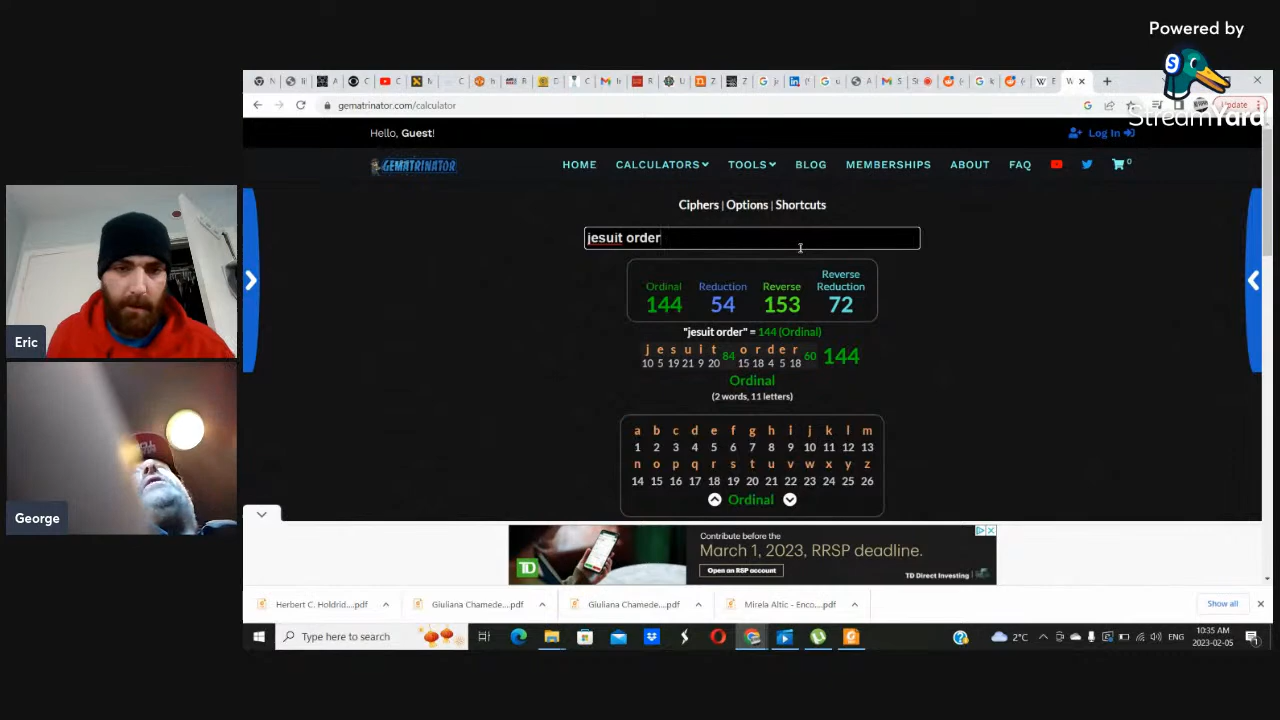 Powered by
StreamYard
gematrinator.com/calculator
Update
Hello, Guest!
Log In
GEMATRINATOR
HOME
CALCULATORS
TOOLS
BLOG
MEMBERSHIPS
ABOUT
FAQ
0
Ciphers | Options | Shortcuts
jesuit order
Ordinal Reduction Reverse Reverse Reduction
144 54 153 72
"jesuit order" = 144 (Ordinal)
j e s u i t 84 o r d e r 60 144
10 5 19 21 9 20 15 18 4 5 18
Ordinal
(2 words, 11 letters)
a b c d e f g h i j k l m
1 2 3 4 5 6 7 8 9 10 11 12 13
n o p q r s t u v w x y z
14 15 16 17 18 19 20 21 22 23 24 25 26
Ordinal
Eric
George
TD
Contribute before the
March 1, 2023, RRSP deadline.
Open an RSP account
TD Direct Investing
Herbert C. Holdrid....pdf
Giuliana Chamede....pdf
Giuliana Chamede....pdf
Mirela Altic - Enco....pdf
Show all
Type here to search
2°C
ENG
10:35 AM
2023-02-05